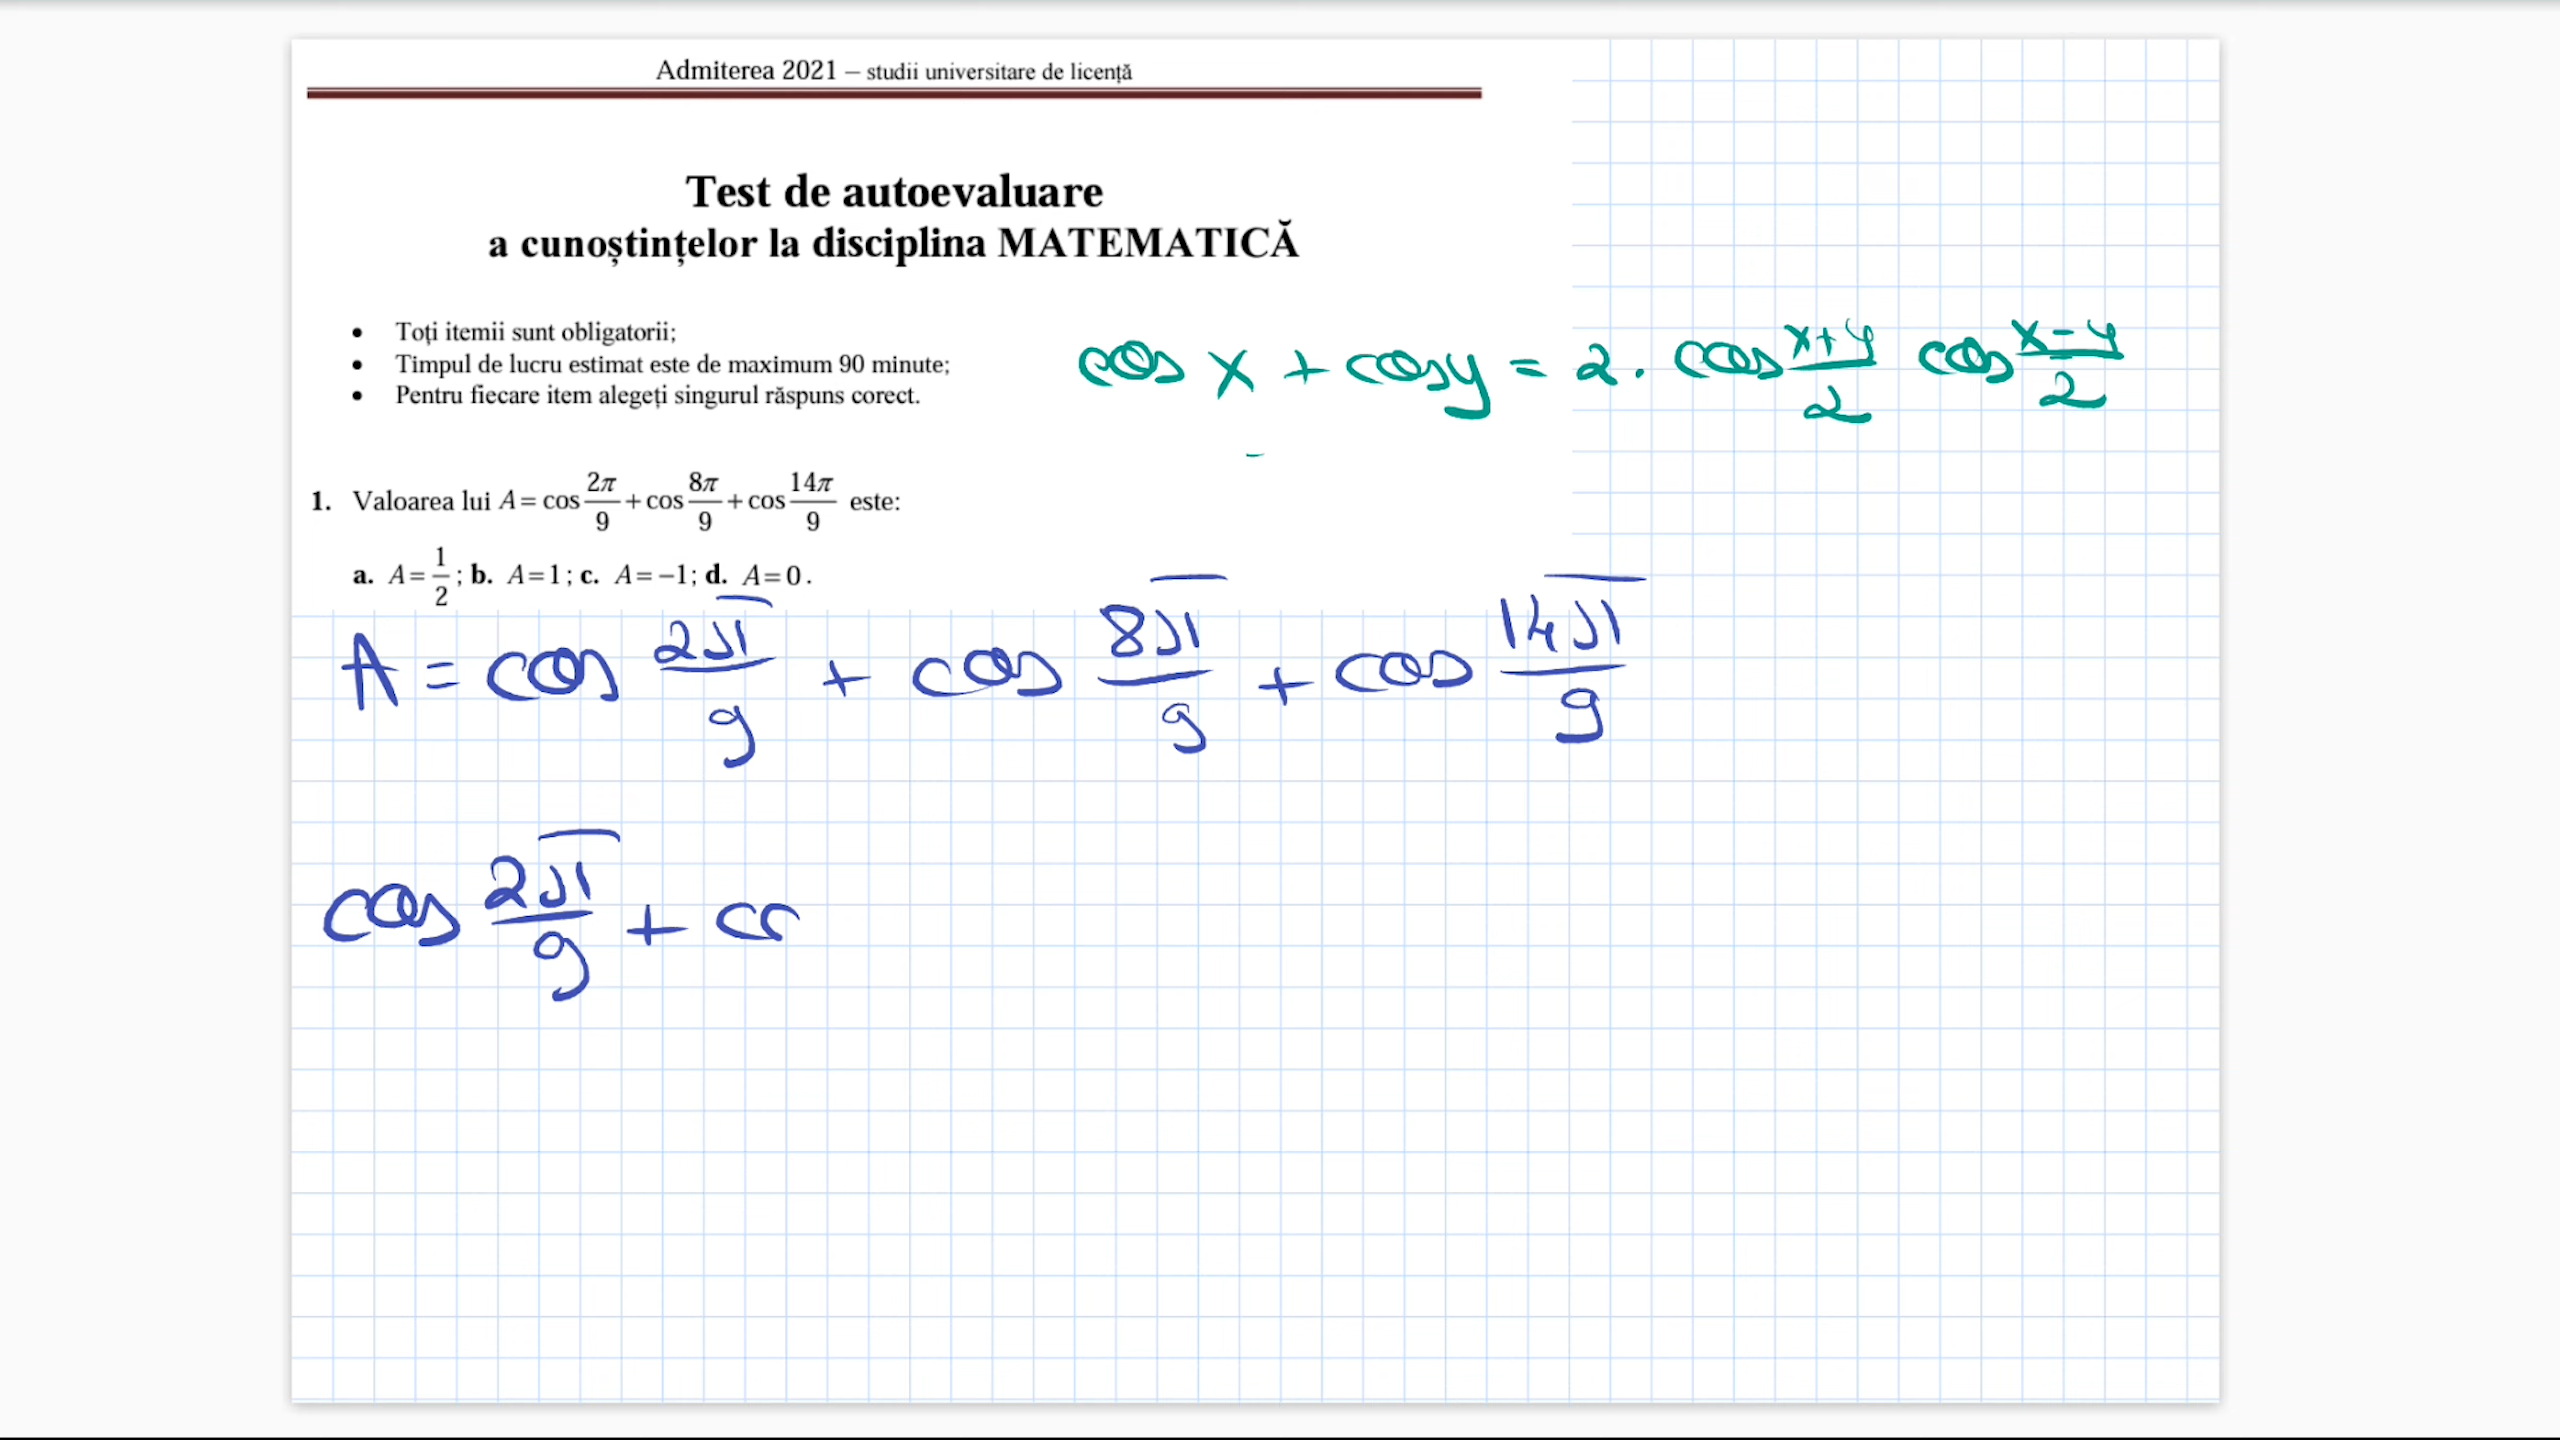 Admiterea 2021 – studii universitare de licență
Test de autoevaluare
a cunoștințelor la disciplina MATEMATICĂ
• Toți itemii sunt obligatorii;
• Timpul de lucru estimat este de maximum 90 minute;
• Pentru fiecare item alegeți singurul răspuns corect.
cos x + cos y = 2 · cos (x+y)/2 cos (x-y)/2
1. Valoarea lui A = cos 2π/9 + cos 8π/9 + cos 14π/9 este:
a. A = 1/2; b. A = 1; c. A = −1; d. A = 0.
A = cos 2π/9 + cos 8π/9 + cos 14π/9
cos 2π/9 + co